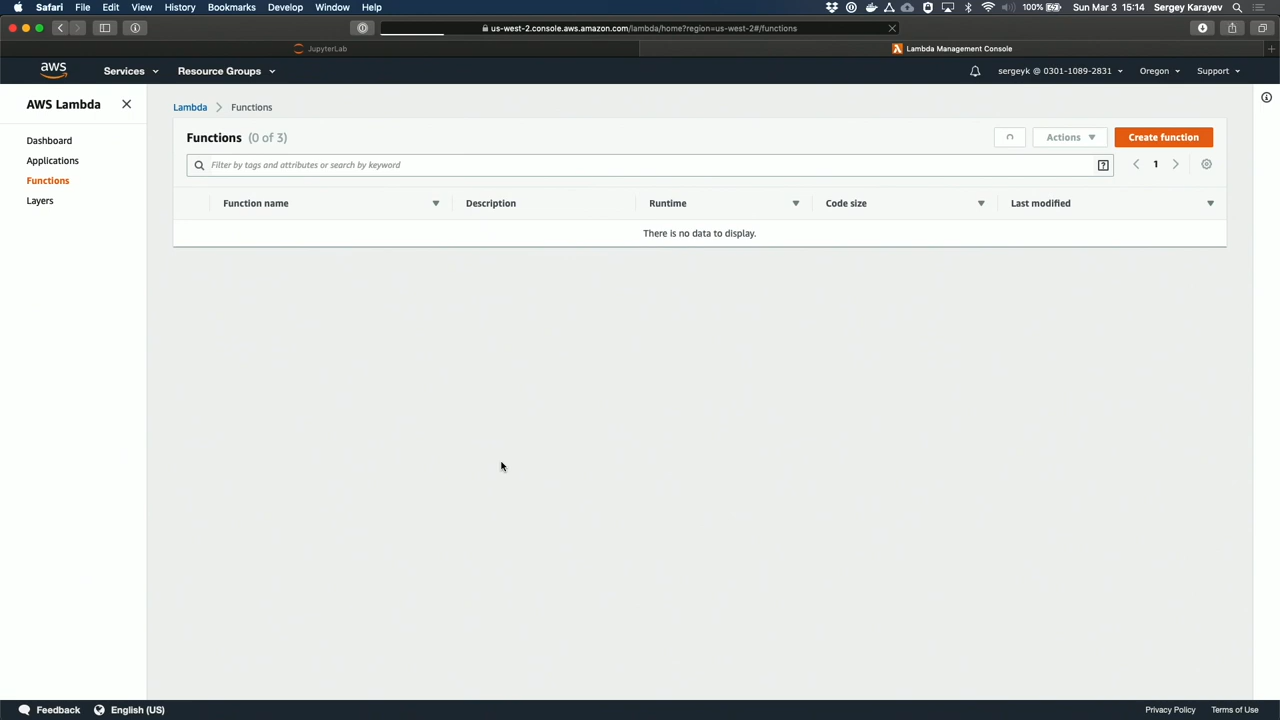 Safari File Edit View History Bookmarks Develop Window Help 100% Sun Mar 3 15:14 Sergey Karayev
us-west-2.console.aws.amazon.com/lambda/home?region=us-west-2#/functions
JupyterLab Lambda Management Console
aws Services Resource Groups sergeyk @ 0301-1089-2831 Oregon Support
AWS Lambda
Dashboard
Applications
Functions
Layers
Lambda Functions
Functions (0 of 3) Actions Create function
Filter by tags and attributes or search by keyword ? 1
Function name Description Runtime Code size Last modified
There is no data to display.
Feedback English (US) Privacy Policy Terms of Use